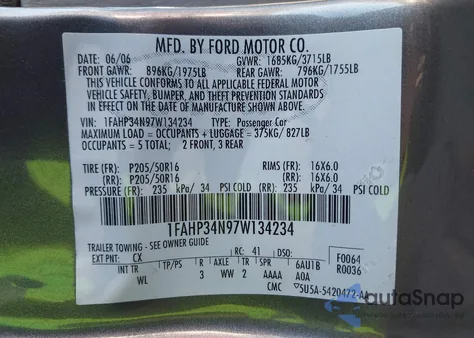 MFD. BY FORD MOTOR CO.
DATE: 06/06 GVWR: 1685KG/3715LB
FRONT GAWR: 896KG/1975LB REAR GAWR: 796KG/1755LB
THIS VEHICLE CONFORMS TO ALL APPLICABLE FEDERAL MOTOR
VEHICLE SAFETY, BUMPER, AND THEFT PREVENTION STANDARDS
IN EFFECT ON THE DATE OF MANUFACTURE SHOWN ABOVE.
VIN: 1FAHP34N97W134234 TYPE: Passenger Car
MAXIMUM LOAD = OCCUPANTS + LUGGAGE = 375KG/ 827LB
OCCUPANTS = 5 TOTAL; 2 FRONT, 3 REAR
TIRE (FR): P205/50R16 RIMS (FR): 16X6.0
(RR): P205/50R16 (RR): 16X6.0
PRESSURE (FR): 235 kPa/ 34 PSI COLD (RR): 235 kPa/ 34 PSI COLD
1FAHP34N97W134234
TRAILER TOWING - SEE OWNER GUIDE
EXT PNT: CX RC: 41 DSO: F0064
INT TR TP/PS R AXLE TR SPR 6AU1B R0036
WL 3 WW 2 AAAA A0A
CMC 5U5A-5420472-AA
autoSnap